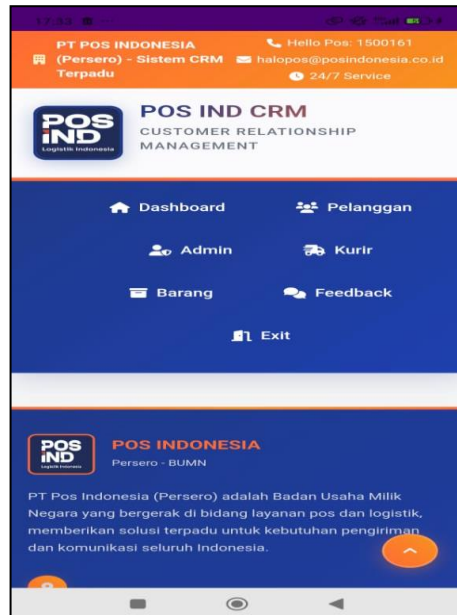 17:32
PT POS INDONESIA
(Persero) - Sistem CRM
Terpadu
Hello Pos: 1500161
halopos@posindonesia.co.id
24/7 Service
POS
IND
Logistik Indonesia
POS IND CRM
CUSTOMER RELATIONSHIP
MANAGEMENT
Dashboard
Pelanggan
Admin
Kurir
Barang
Feedback
Exit
POS
IND
Logistik Indonesia
POS INDONESIA
Persero - BUMN
PT Pos Indonesia (Persero) adalah Badan Usaha Milik
Negara yang bergerak di bidang layanan pos dan logistik,
memberikan solusi terpadu untuk kebutuhan pengiriman
dan komunikasi seluruh Indonesia.